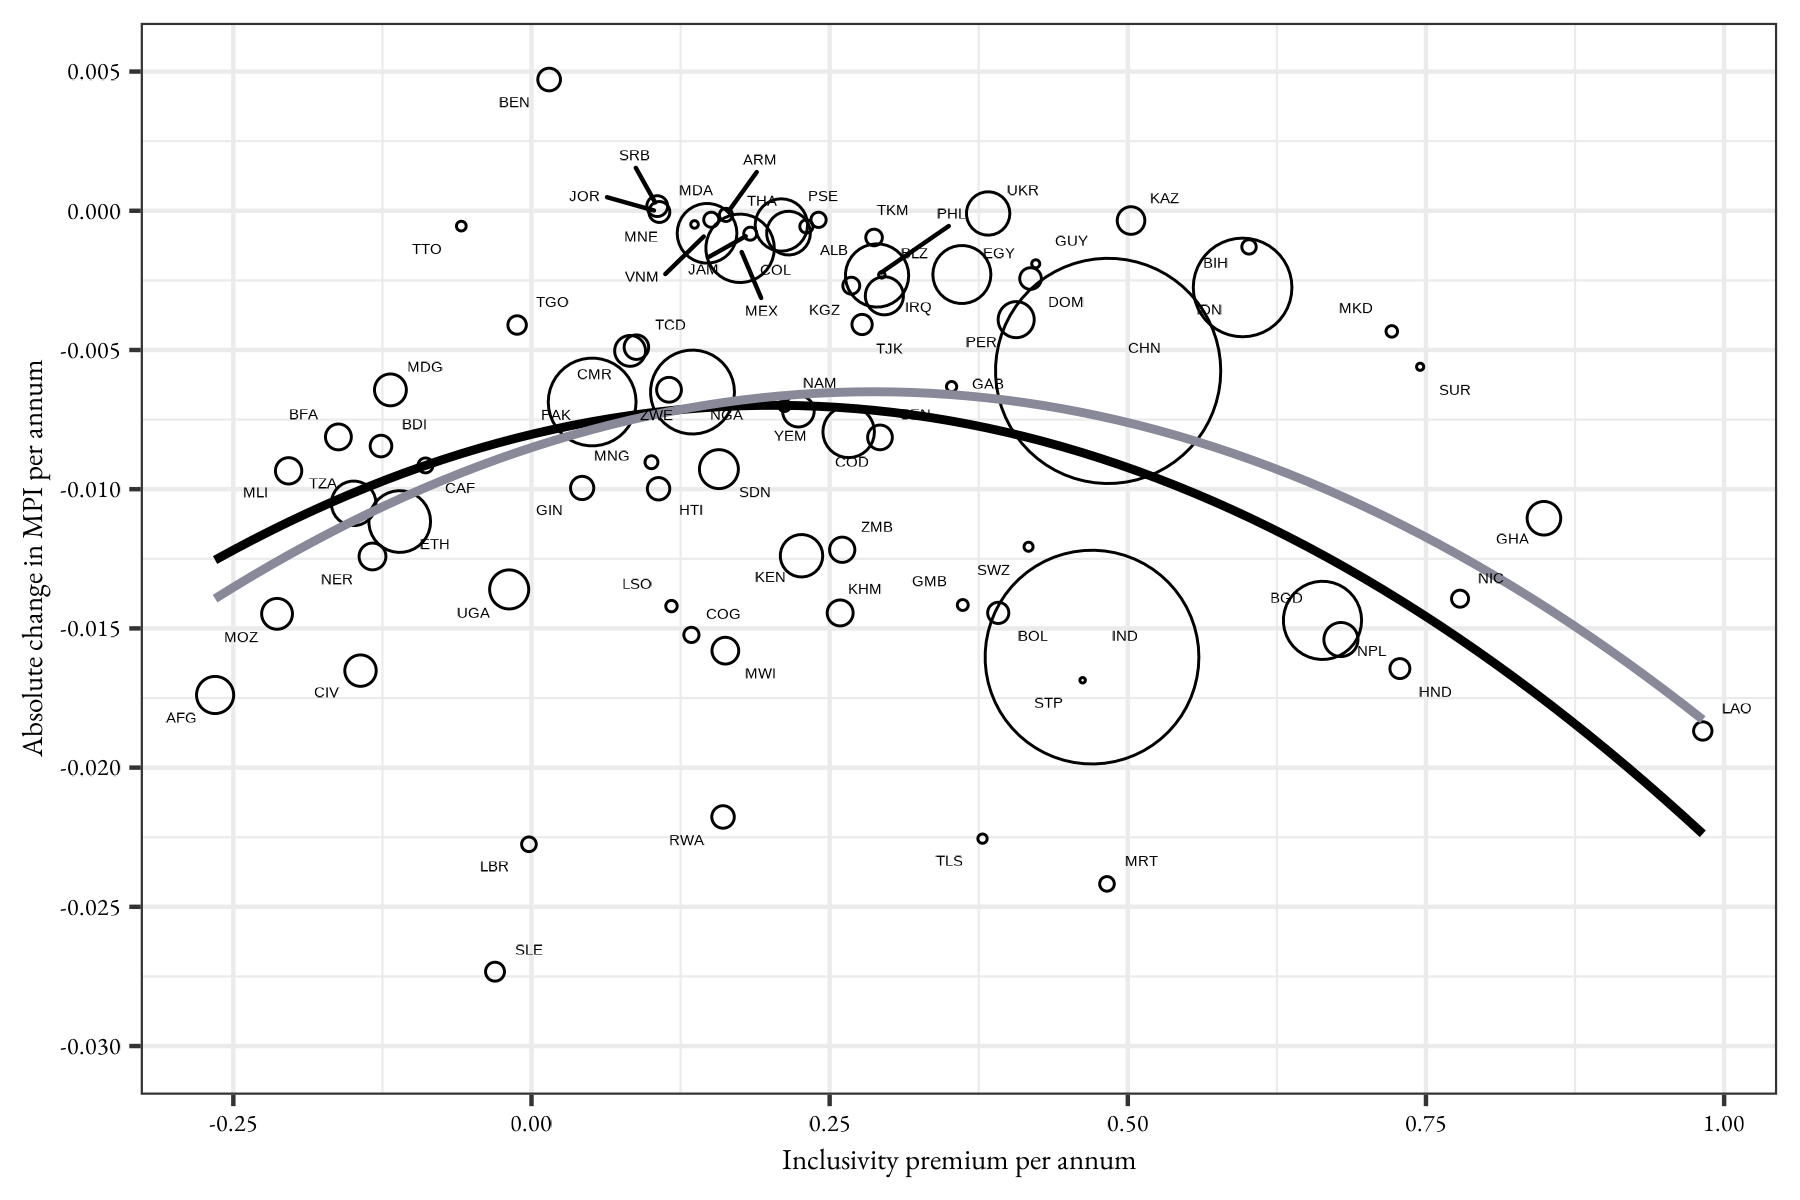 0.005
0.000
-0.005
-0.010
-0.015
-0.020
-0.025
-0.030
Absolute change in MPI per annum
BEN
SRB
ARM
JOR
MDA
THA
PSE
UKR
KAZ
TKM
PHL
TTO
MNE
ALB
BLZ
EGY
GUY
BIH
VNM
JAM
COL
TGO
MEX
KGZ
IRQ
DOM
IDN
MKD
TCD
TJK
PER
CHN
MDG
CMR
NAM
GAB
SUR
BFA
BDI
PAK
ZWE
NGA
SEN
YEM
MNG
COD
MLI
TZA
CAF
GIN
HTI
SDN
ETH
ZMB
GHA
NER
LSO
KEN
KHM
GMB
SWZ
NIC
UGA
COG
BGD
MOZ
BOL
IND
NPL
CIV
MWI
HND
STP
AFG
LAO
RWA
LBR
TLS
MRT
SLE
-0.25
0.00
0.25
0.50
0.75
1.00
Inclusivity premium per annum